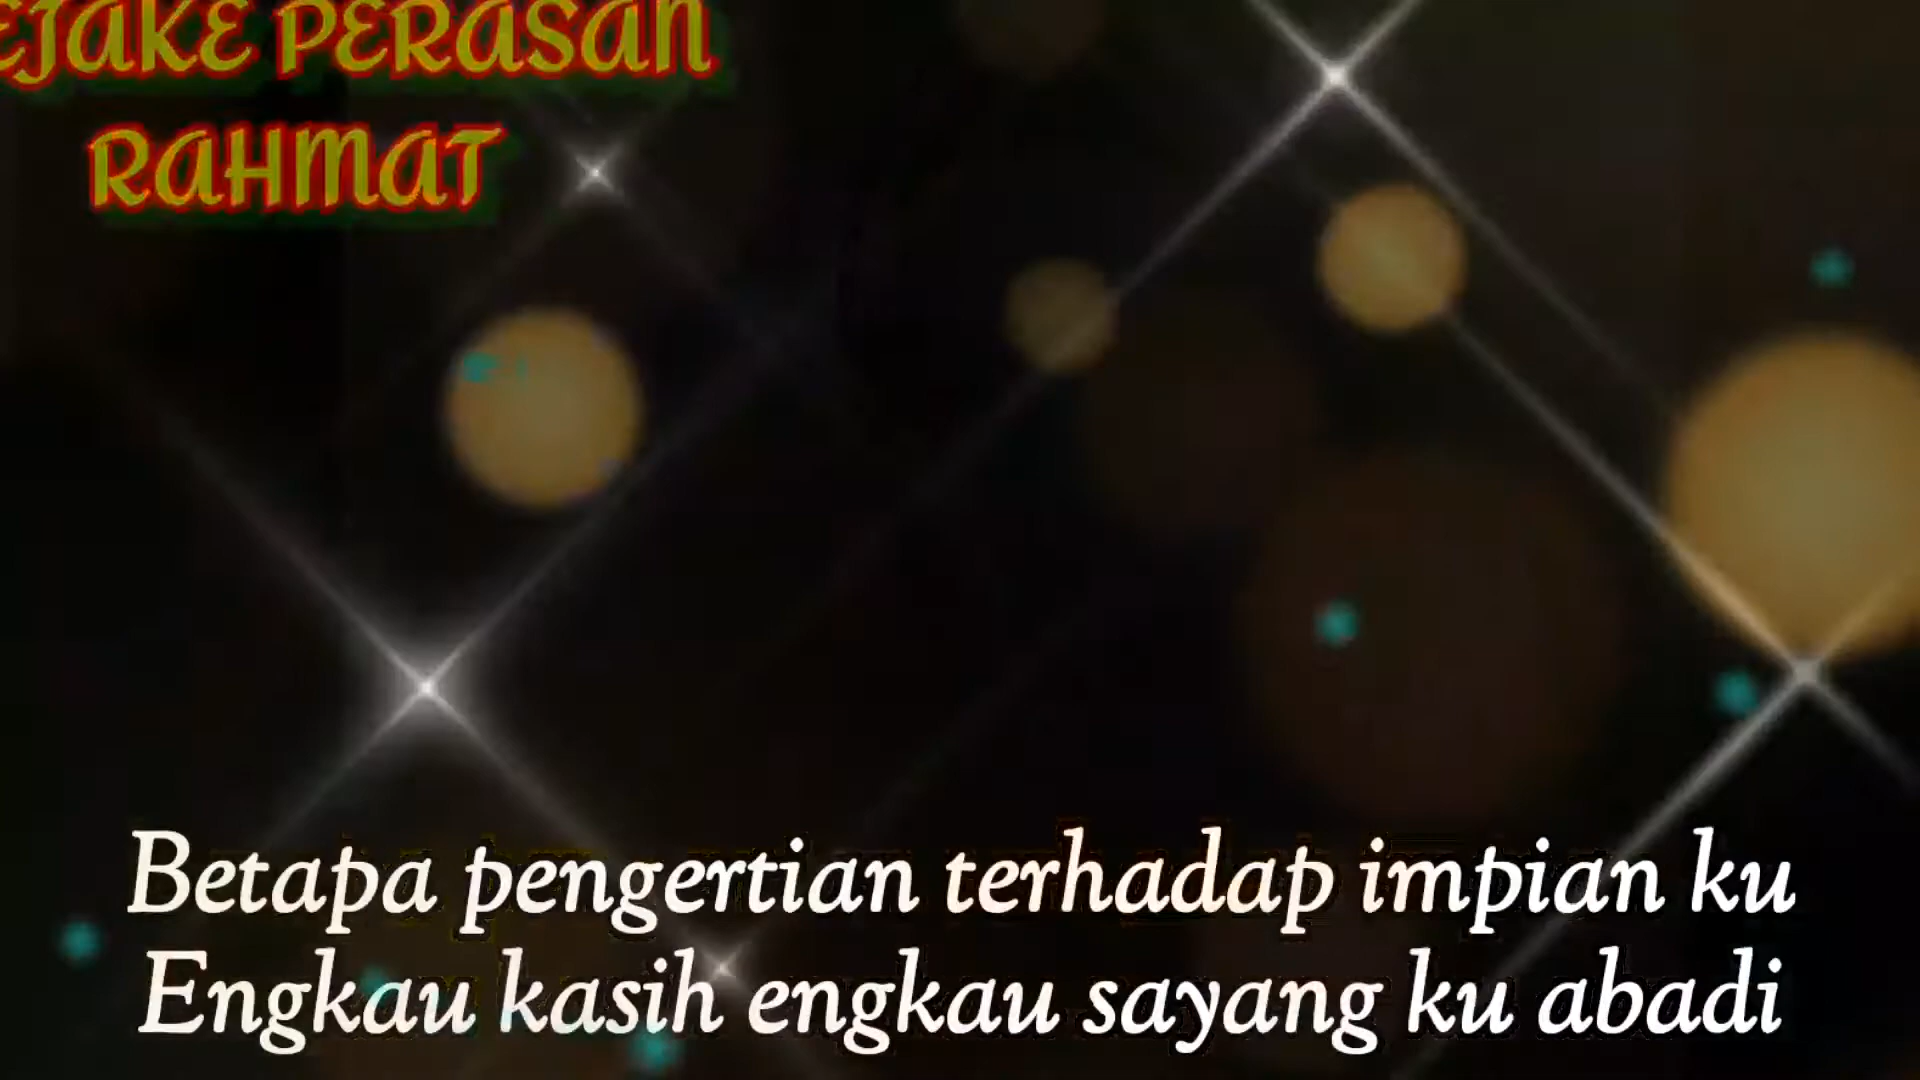 PERASAN
RAHMAT
Betapa pengertian terhadap impian ku
Engkau kasih engkau sayang ku abadi